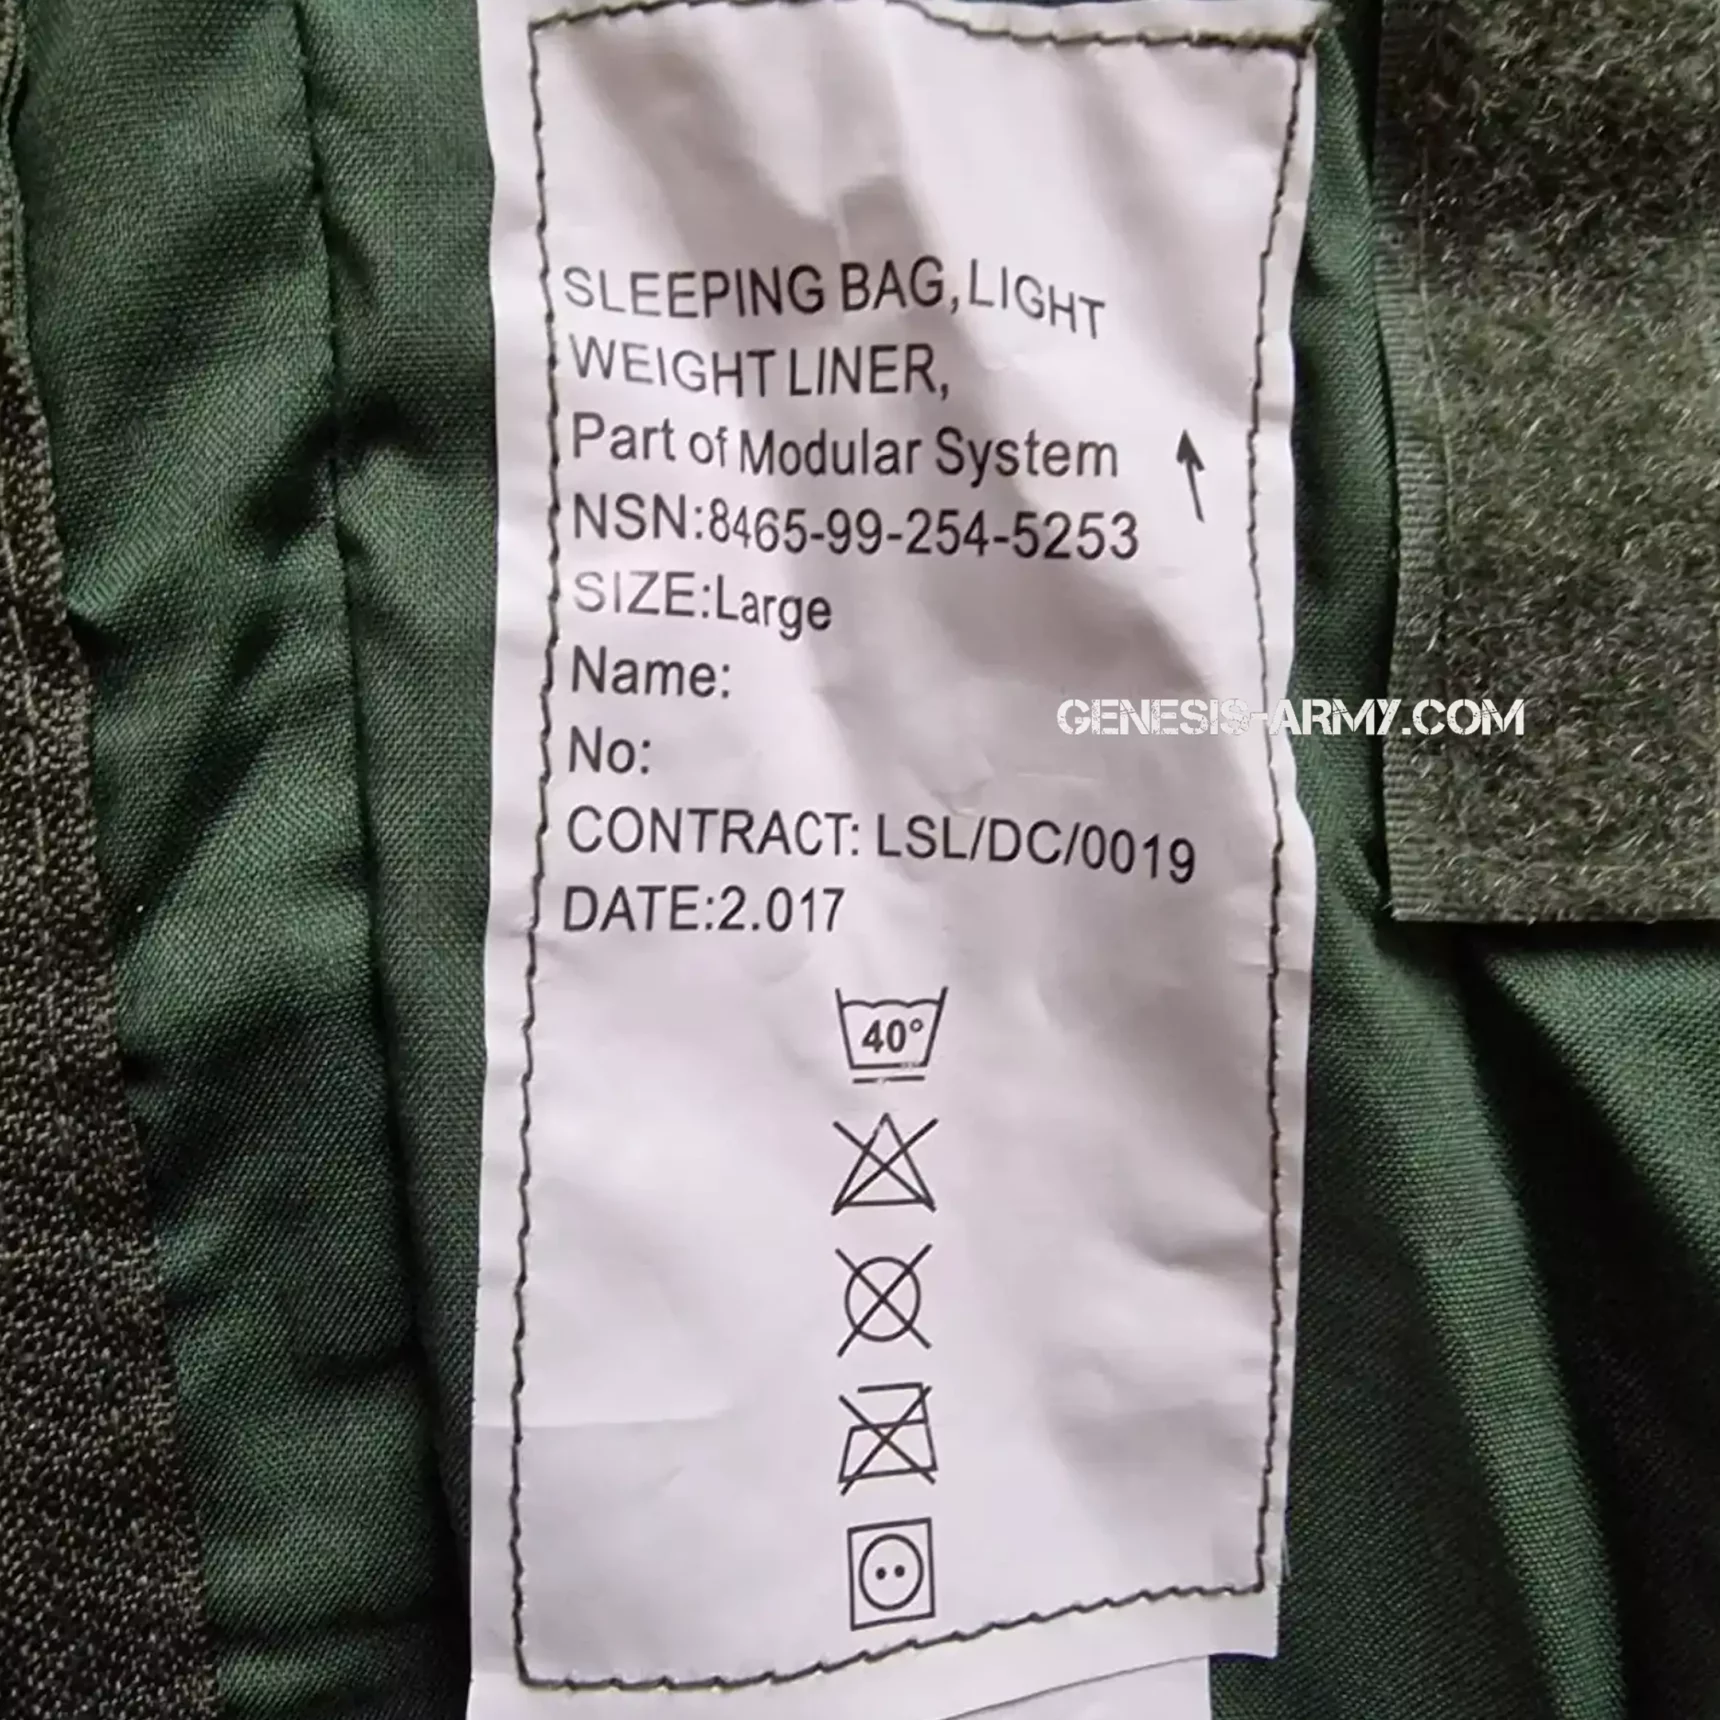 SLEEPING BAG, LIGHT
WEIGHT LINER,
Part of Modular System
NSN:8465-99-254-5253
SIZE:Large
Name:
No:
GENESIS-ARMY.COM
CONTRACT: LSL/DC/0019
DATE:2.017
40°